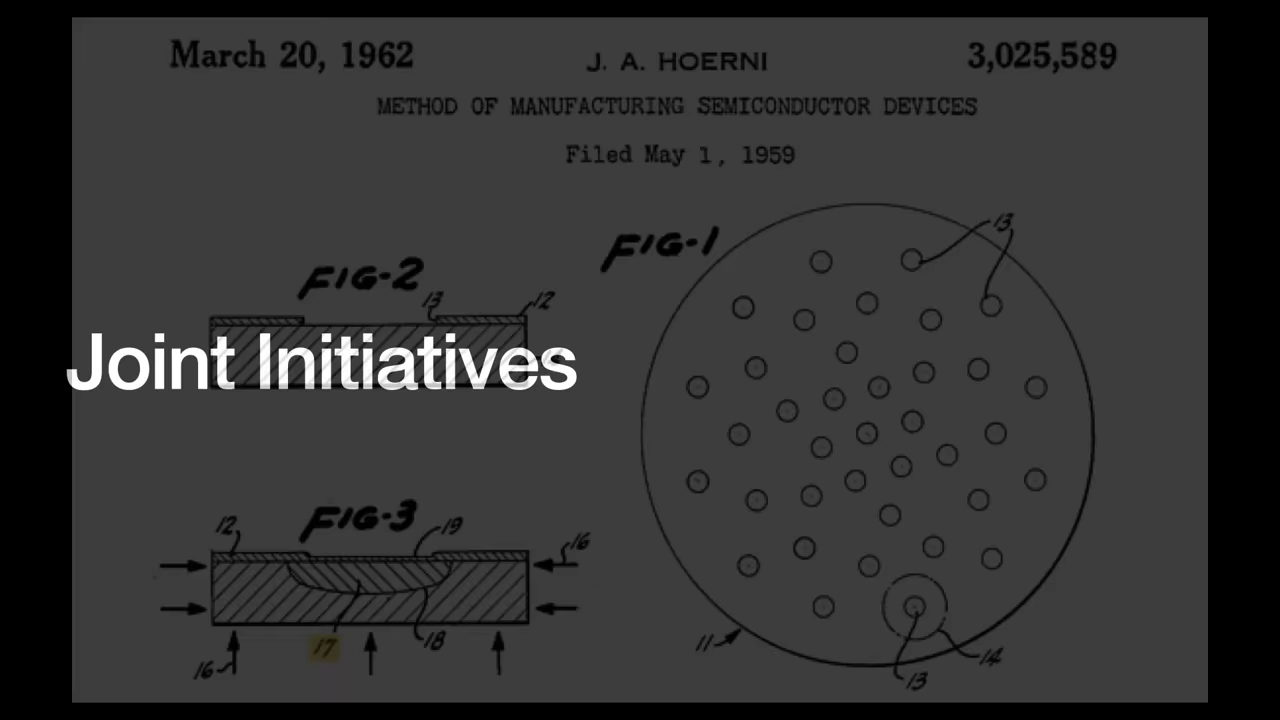 March 20, 1962 J. A. HOERNI 3,025,589
METHOD OF MANUFACTURING SEMICONDUCTOR DEVICES
Filed May 1, 1959
13
FIG-1
FIG-2
13 12
Joint Initiatives
FIG-3
12 19
16
17 18
11 14
16
13